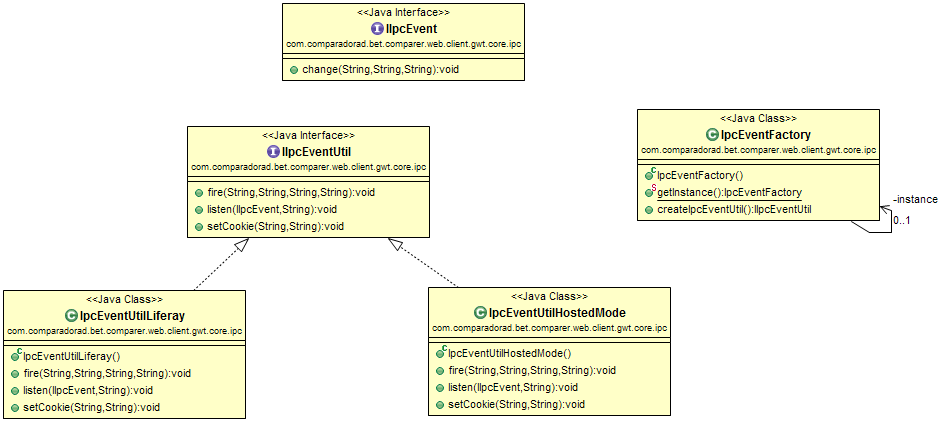 <<Java Interface>>
IIpcEvent
com.comparadorad.bet.comparer.web.client.gwt.core.ipc
change(String,String,String):void
<<Java Interface>>
IIpcEventUtil
com.comparadorad.bet.comparer.web.client.gwt.core.ipc
fire(String,String,String,String):void
listen(IIpcEvent,String):void
setCookie(String,String):void
<<Java Class>>
IpcEventFactory
com.comparadorad.bet.comparer.web.client.gwt.core.ipc
IpcEventFactory()
getInstance():IpcEventFactory
createIpcEventUtil():IIpcEventUtil
-instance
0..1
<<Java Class>>
IpcEventUtilLiferay
com.comparadorad.bet.comparer.web.client.gwt.core.ipc
IpcEventUtilLiferay()
fire(String,String,String,String):void
listen(IIpcEvent,String):void
setCookie(String,String):void
<<Java Class>>
IpcEventUtilHostedMode
com.comparadorad.bet.comparer.web.client.gwt.core.ipc
IpcEventUtilHostedMode()
fire(String,String,String,String):void
listen(IIpcEvent,String):void
setCookie(String,String):void